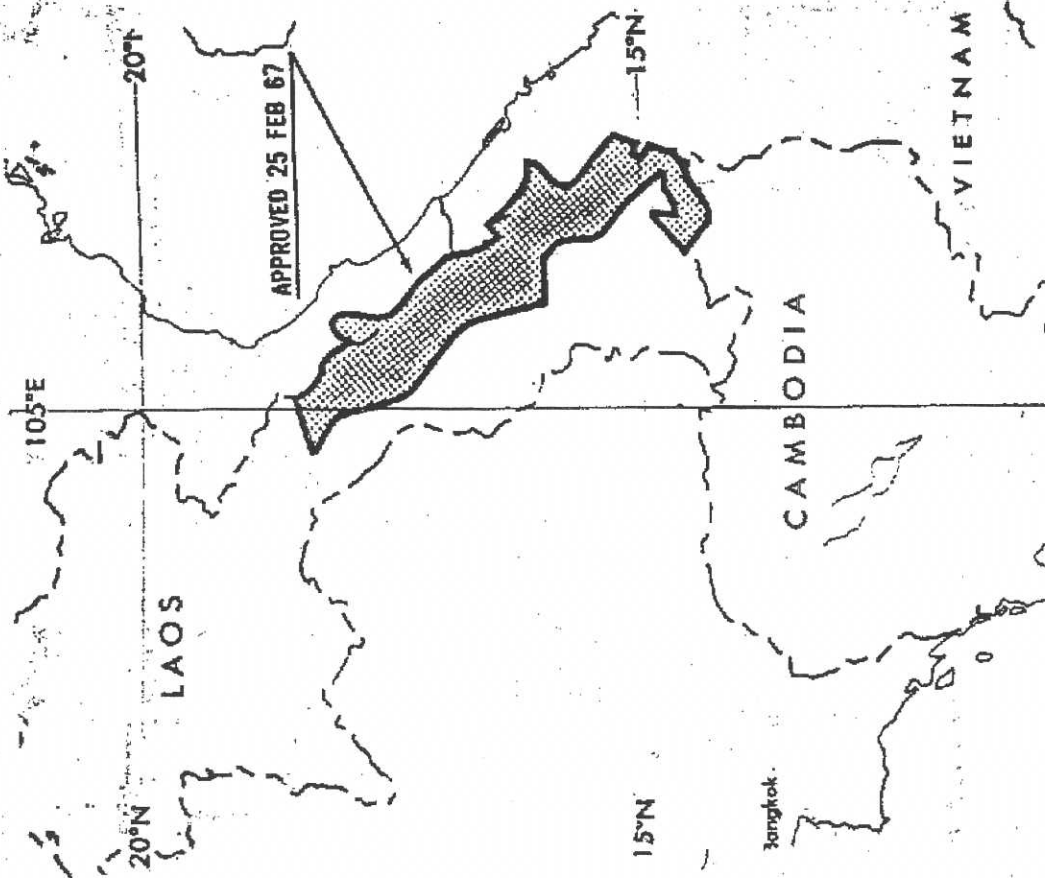 105°E
20°N
APPROVED 25 FEB 67
LAOS
20°N
15°N
CAMBODIA
VIETNAM
15°N
Bangkok